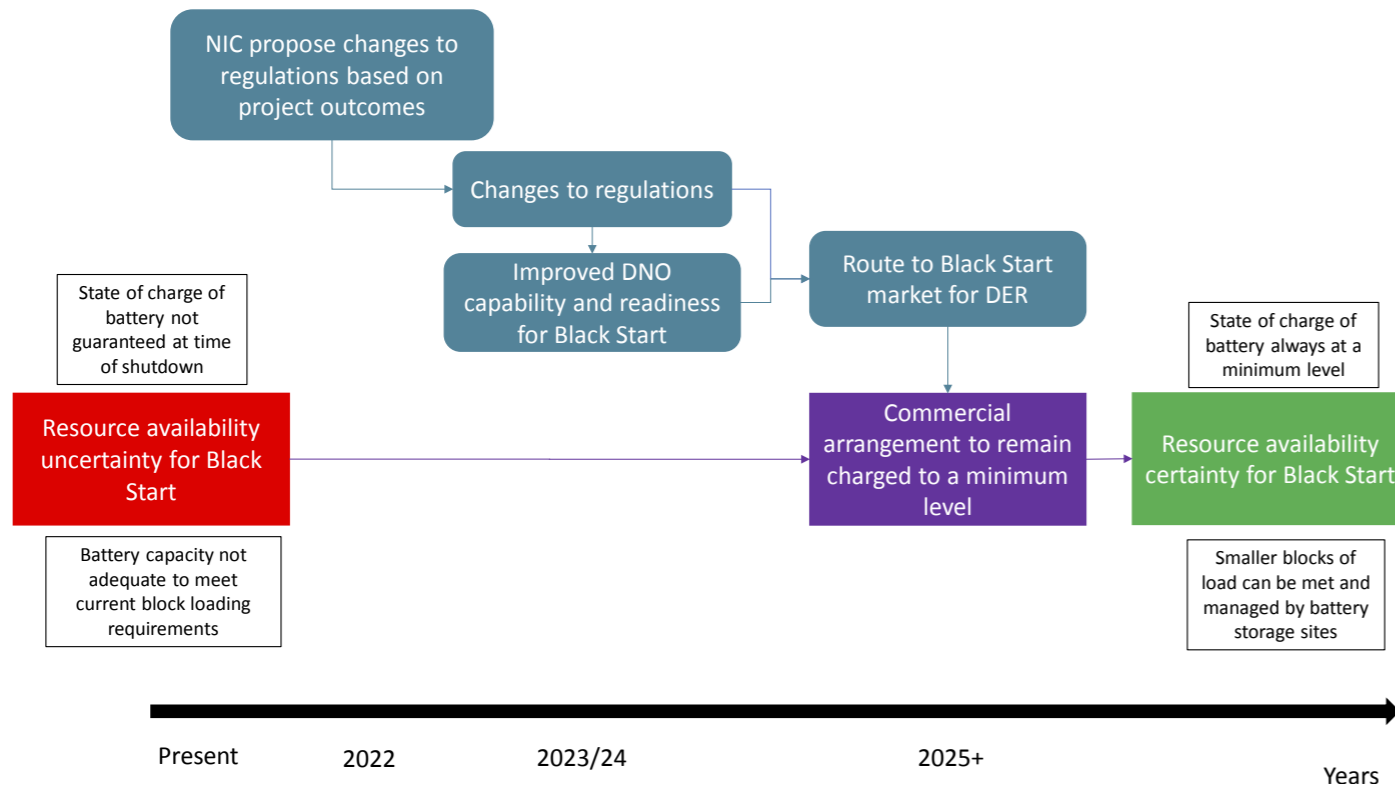 NIC propose changes to
regulations based on
project outcomes
Changes to regulations
Improved DNO
capability and readiness
for Black Start
Route to Black Start
market for DER
State of charge of
battery not
guaranteed at time
of shutdown
State of charge of
battery always at a
minimum level
Resource availability
uncertainty for Black
Start
Commercial
arrangement to remain
charged to a minimum
level
Resource availability
certainty for Black Start
Battery capacity not
adequate to meet
current block loading
requirements
Smaller blocks of
load can be met and
managed by battery
storage sites
Present
2022
2023/24
2025+
Years